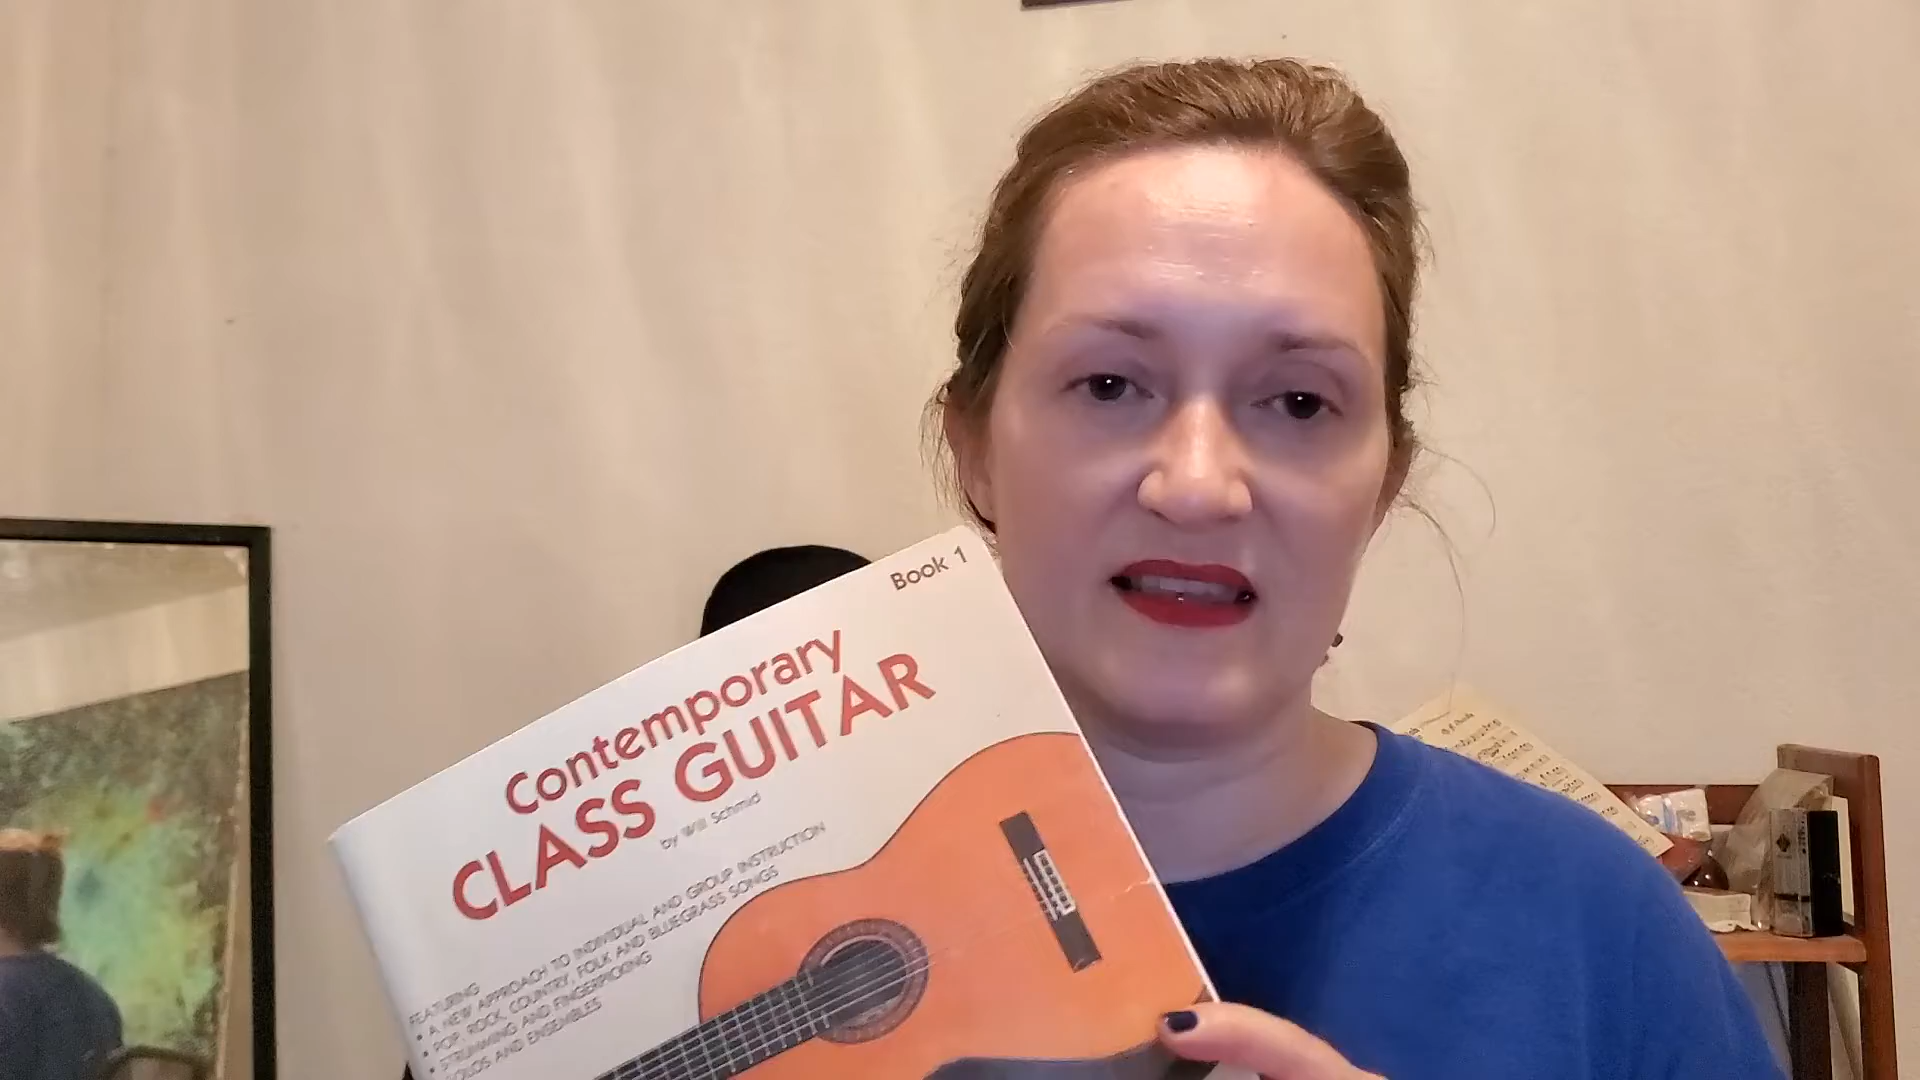 Book 1
Contemporary
CLASS GUITAR
by Will Schmid
FEATURING
• A NEW APPROACH TO INDIVIDUAL AND GROUP INSTRUCTION
• POP, ROCK, COUNTRY, FOLK AND BLUEGRASS SONGS
• STRUMMING AND FINGERPICKING
SOLOS AND ENSEMBLES